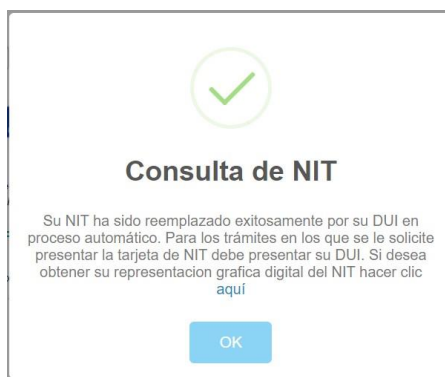 Consulta de NIT
Su NIT ha sido reemplazado exitosamente por su DUI en
proceso automático. Para los trámites en los que se le solicite
presentar la tarjeta de NIT debe presentar su DUI. Si desea
obtener su representacion grafica digital del NIT hacer clic
aquí
OK